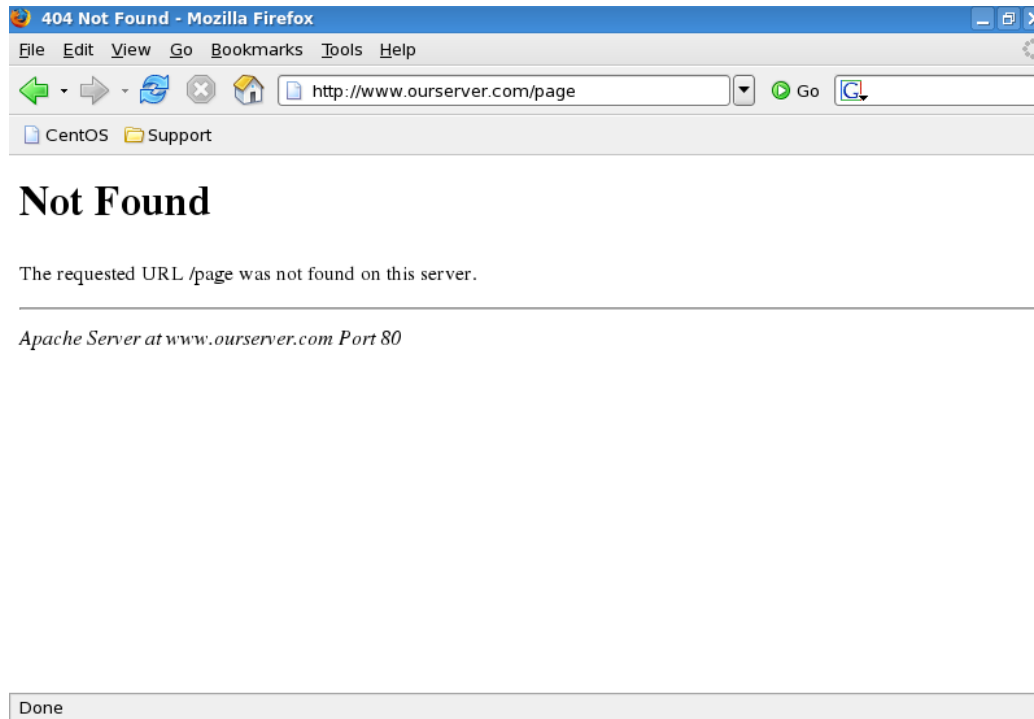 404 Not Found - Mozilla Firefox
File Edit View Go Bookmarks Tools Help
http://www.ourserver.com/page Go G
CentOS Support
Not Found
The requested URL /page was not found on this server.
Apache Server at www.ourserver.com Port 80
Done